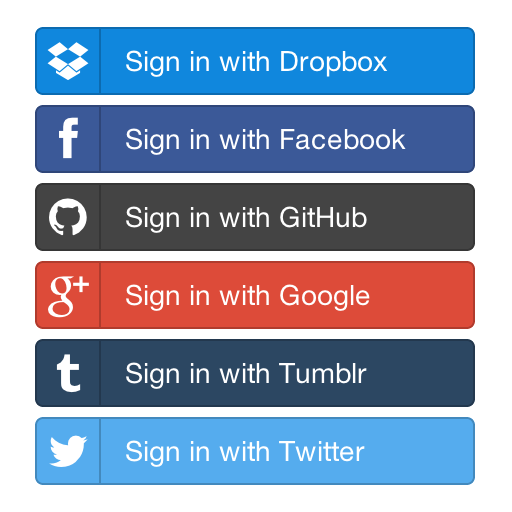 Sign in with Dropbox
Sign in with Facebook
Sign in with GitHub
Sign in with Google
Sign in with Tumblr
Sign in with Twitter